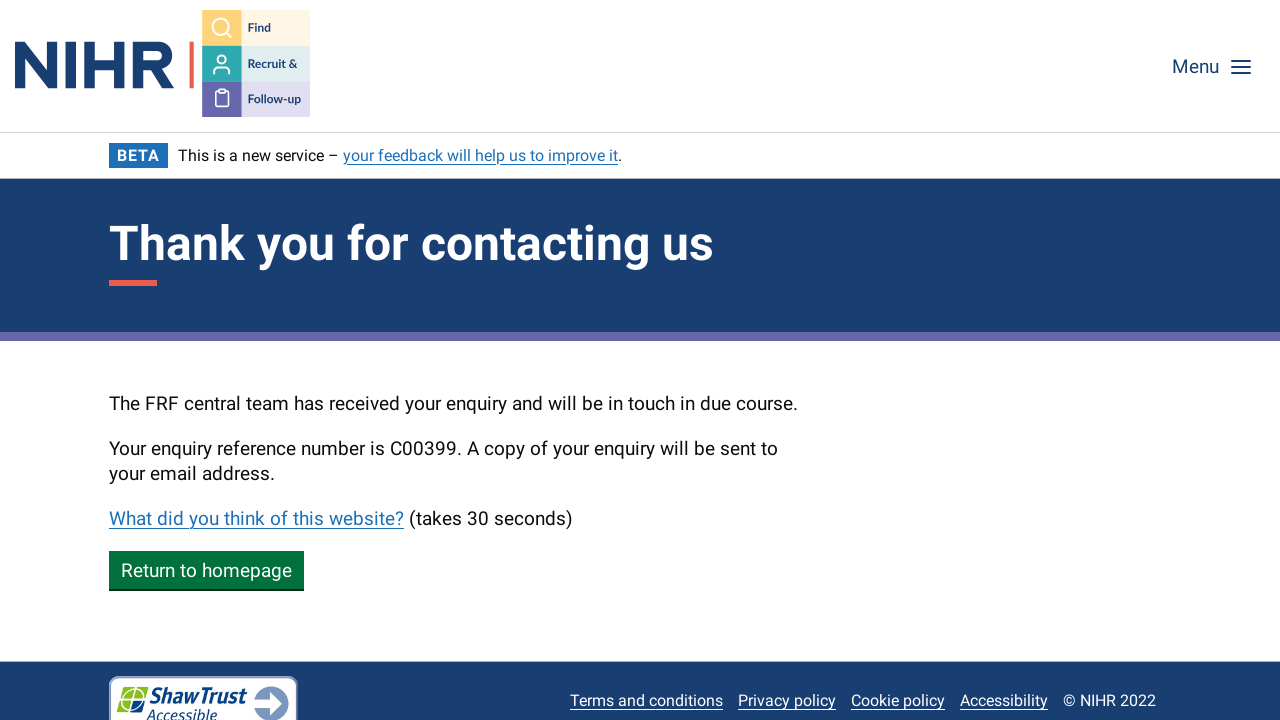 NIHR
Find
Recruit &
Follow-up
Menu
BETA This is a new service – your feedback will help us to improve it.
Thank you for contacting us
The FRF central team has received your enquiry and will be in touch in due course.
Your enquiry reference number is C00399. A copy of your enquiry will be sent to
your email address.
What did you think of this website? (takes 30 seconds)
Return to homepage
ShawTrust
Accessible
Terms and conditions Privacy policy Cookie policy Accessibility © NIHR 2022